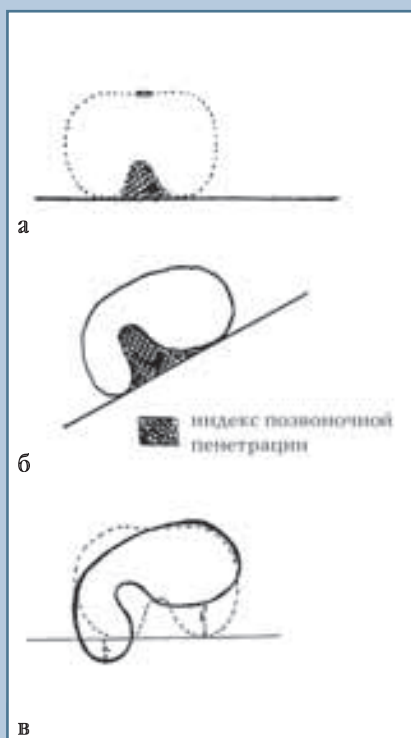 а
индекс позвоночной
пенетрации
б
в